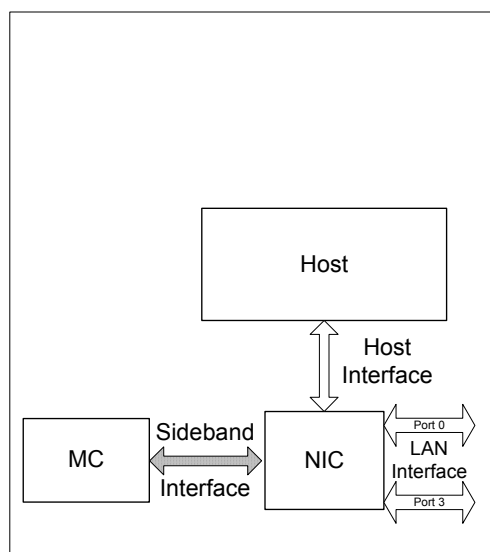 Host
Host
Interface
Sideband
Interface
MC
NIC
Port 0
LAN
Interface
Port 3